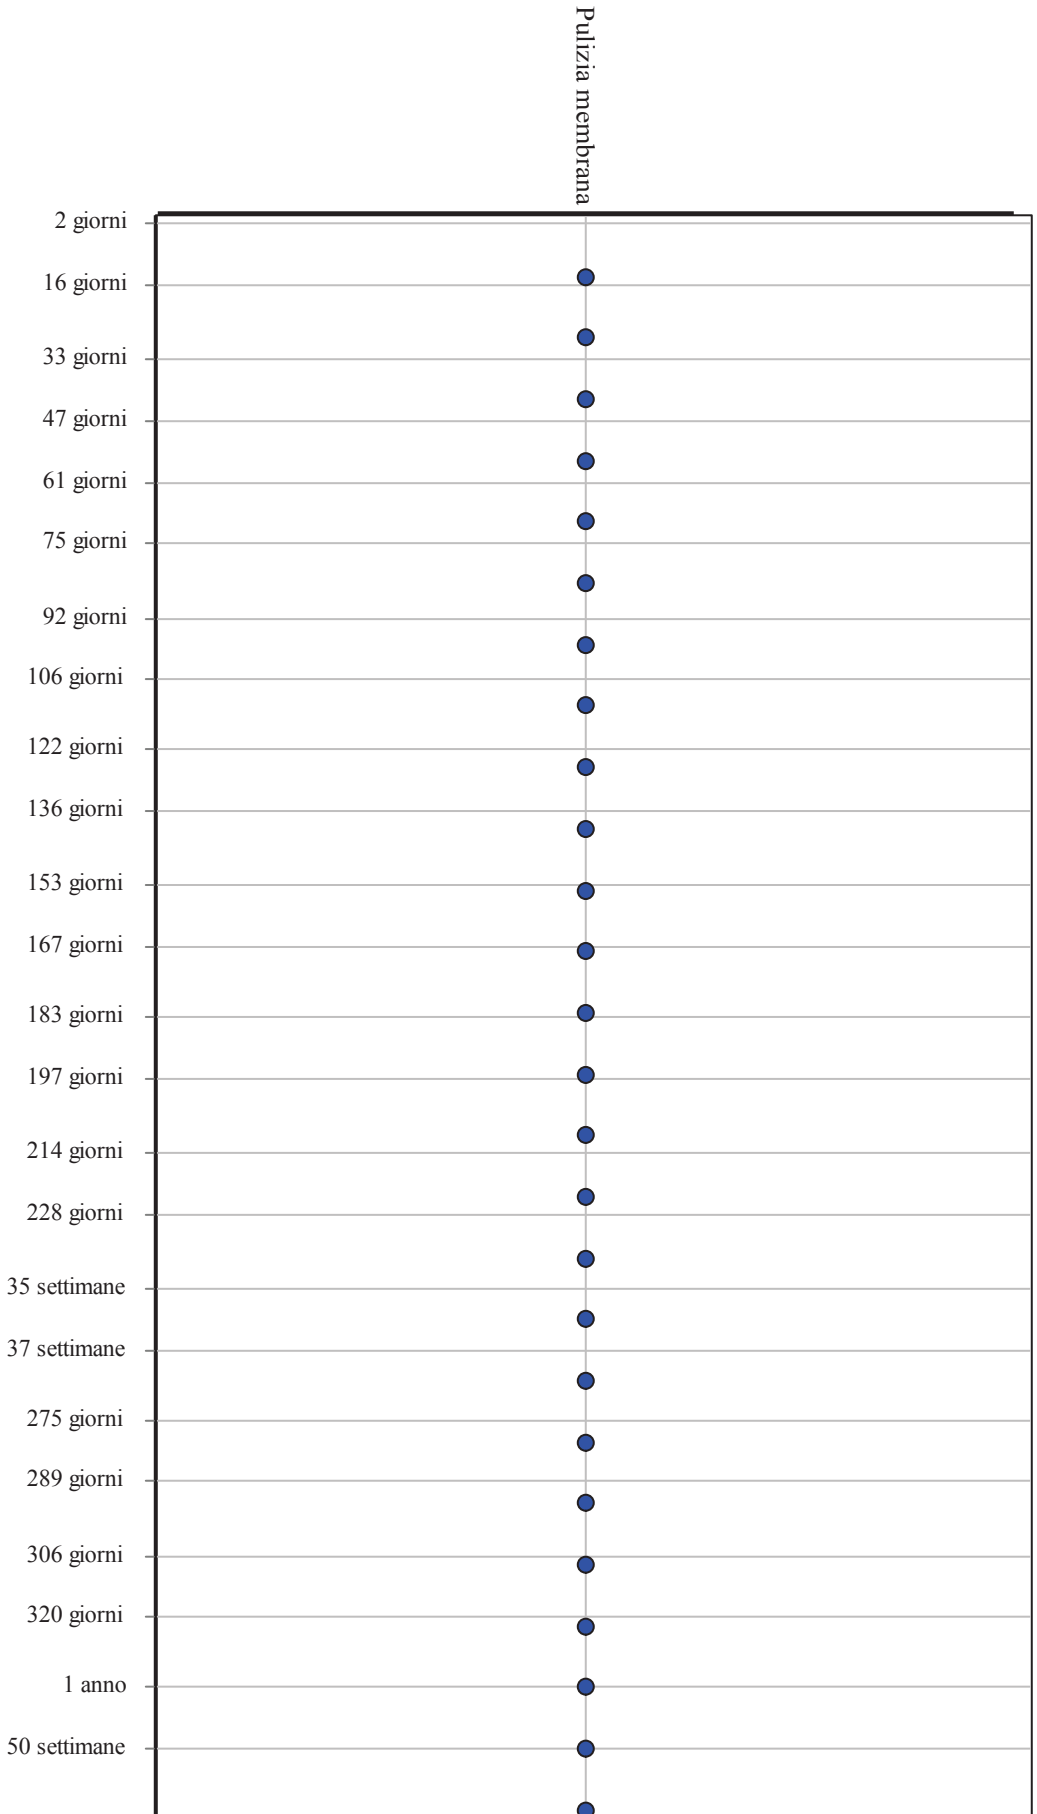 Pulizia membrana
2 giorni
16 giorni
33 giorni
47 giorni
61 giorni
75 giorni
92 giorni
106 giorni
122 giorni
136 giorni
153 giorni
167 giorni
183 giorni
197 giorni
214 giorni
228 giorni
35 settimane
37 settimane
275 giorni
289 giorni
306 giorni
320 giorni
1 anno
50 settimane